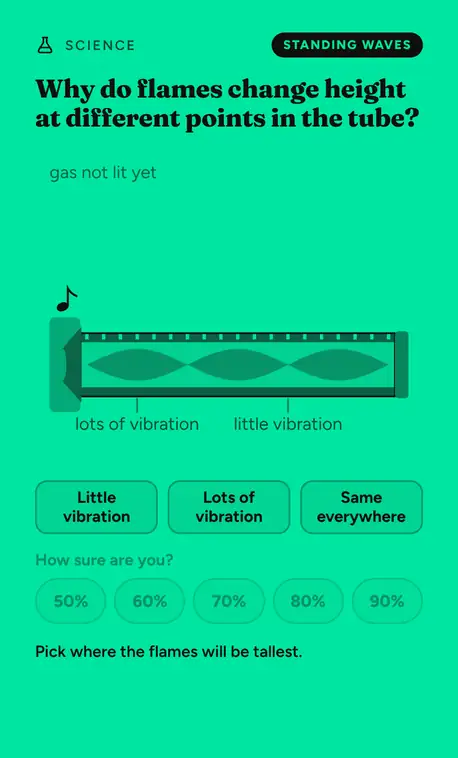 SCIENCE
STANDING WAVES
Why do flames change height
at different points in the tube?
gas not lit yet
lots of vibration
little vibration
Little
vibration
Lots of
vibration
Same
everywhere
How sure are you?
50%
60%
70%
80%
90%
Pick where the flames will be tallest.